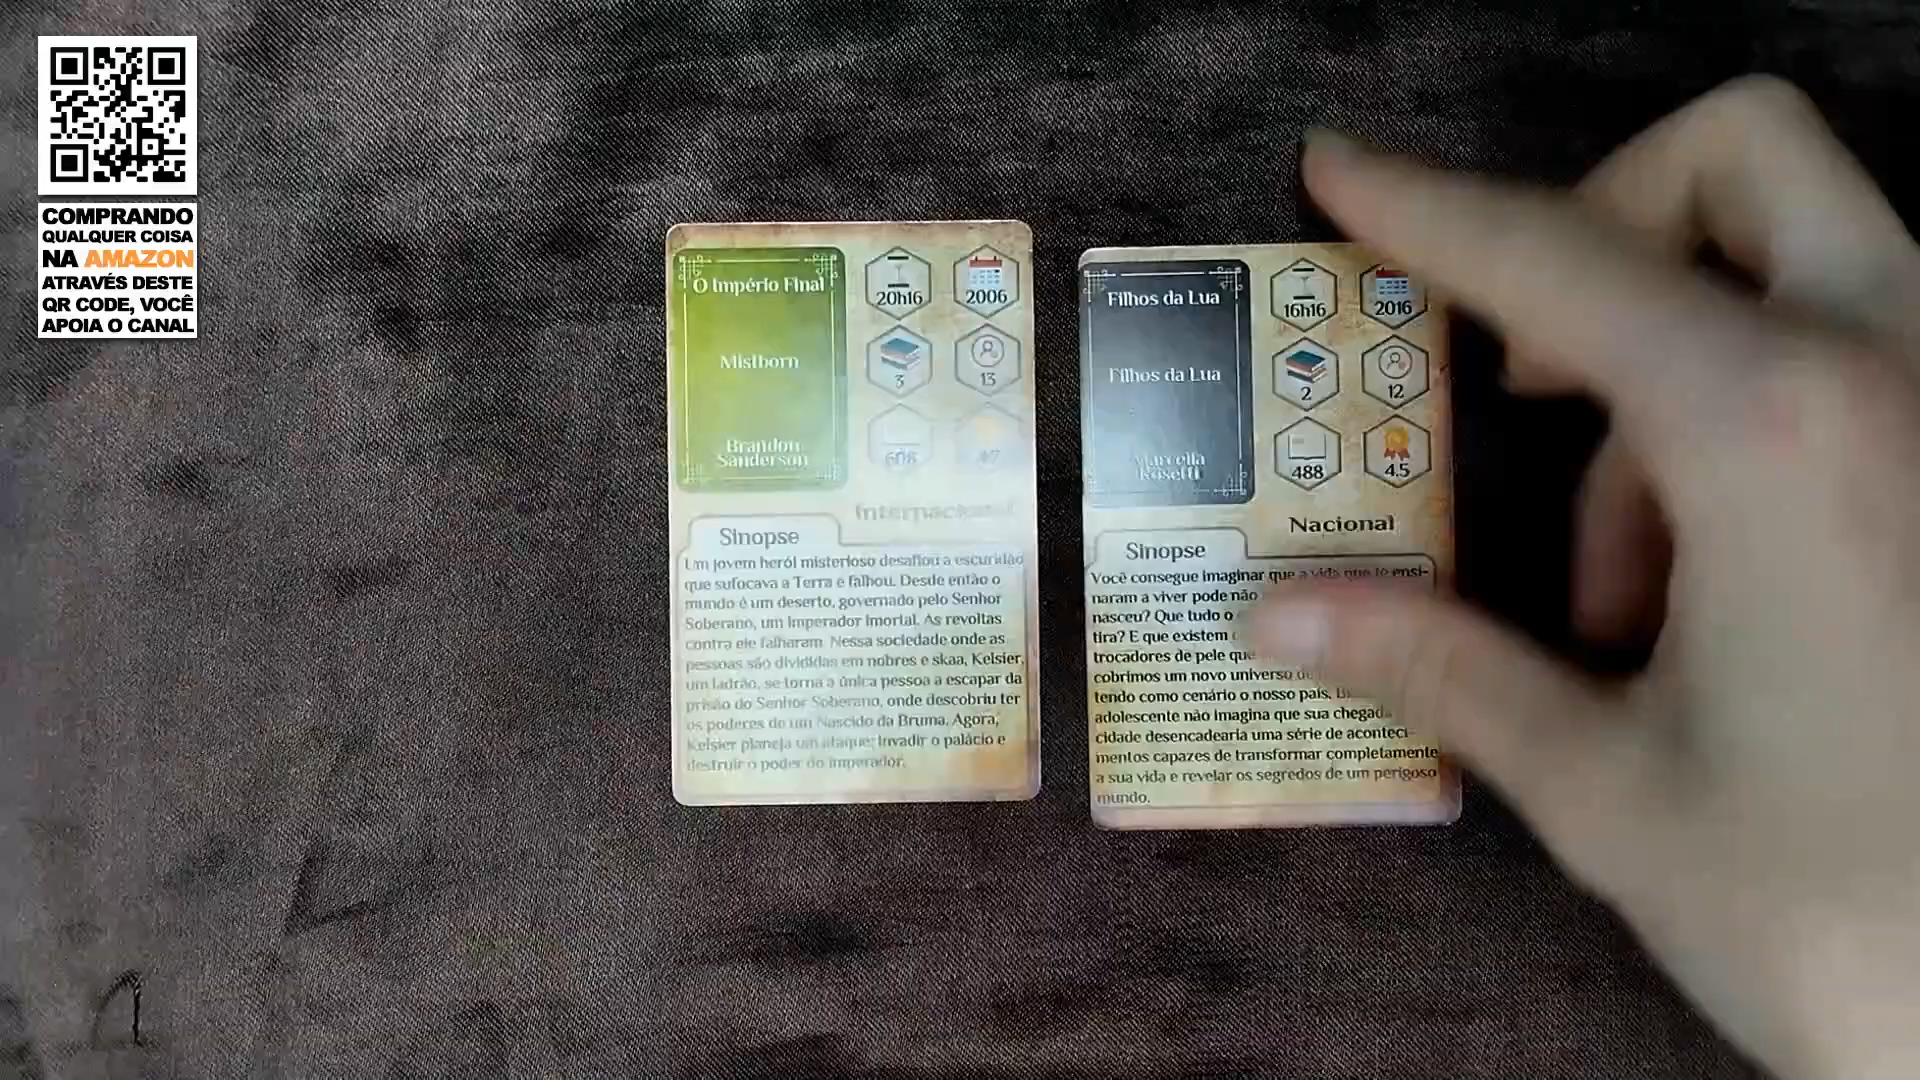 COMPRANDO
QUALQUER COISA
NA AMAZON
ATRAVÉS DESTE
QR CODE, VOCÊ
APOIA O CANAL
O Império Final
Mistborn
Brandon
Sanderson
20h16
2006
3
13
608
4.7
Internacional
Sinopse
Um jovem herói misterioso desafiou a escuridão
que sufocava a Terra e falhou. Desde então o
mundo é um deserto, governado pelo Senhor
Soberano, um Imperador Imortal. As revoltas
contra ele falharam. Nessa sociedade onde as
pessoas são divididas em nobres e skaa, Kelsier,
um ladrão, se torna a única pessoa a escapar da
prisão do Senhor Soberano, onde descobriu ter
os poderes de um Nascido da Bruma. Agora,
Kelsier planeja um ataque: Invadir o palácio e
destruir o poder do imperador.
Filhos da Lua
Filhos da Lua
Marcella
Rosetti
16h16
2016
2
12
488
4.5
Nacional
Sinopse
Você consegue imaginar que a vida que te ensi-
naram a viver pode não
nasceu? Que tudo o
tira? E que existem
trocadores de pele que
cobrimos um novo universo
tendo como cenário o nosso país.
adolescente não imagina que sua chegada
cidade desencadearia uma série de aconteci-
mentos capazes de transformar completamente
a sua vida e revelar os segredos de um perigoso
mundo.